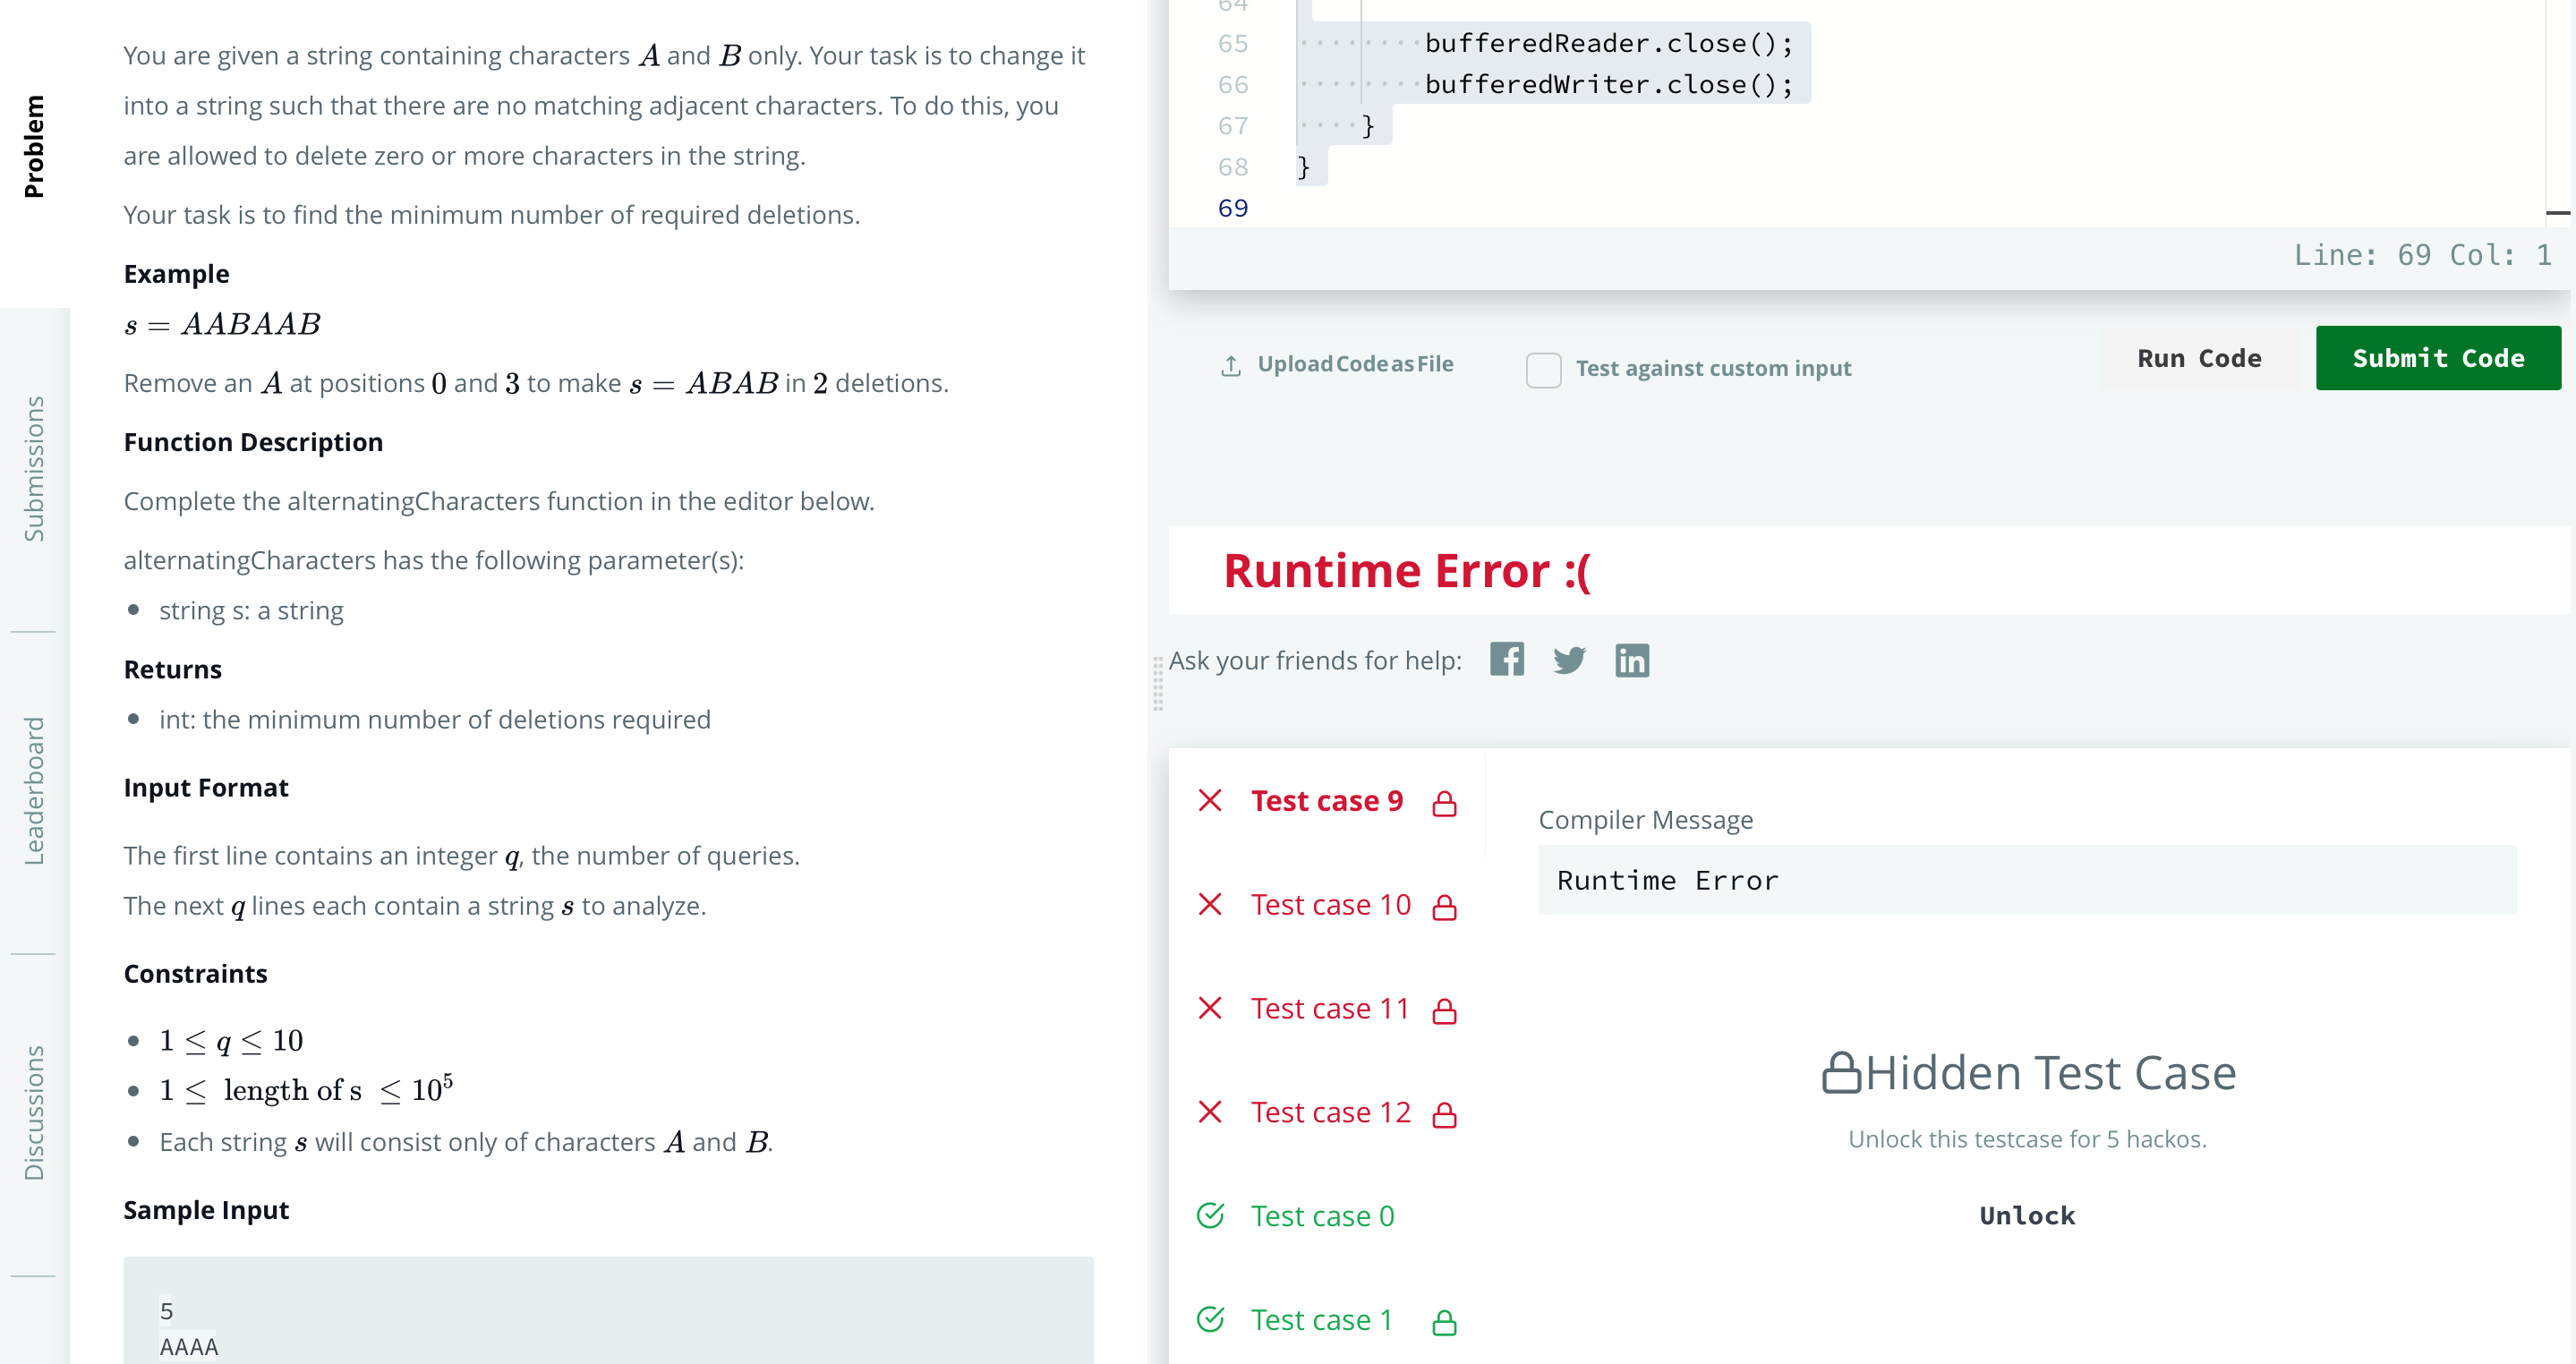 Problem
Submissions
Leaderboard
Discussions
You are given a string containing characters A and B only. Your task is to change it
into a string such that there are no matching adjacent characters. To do this, you
are allowed to delete zero or more characters in the string.
Your task is to find the minimum number of required deletions.
Example
s = AABAAB
Remove an A at positions 0 and 3 to make s = ABAB in 2 deletions.
Function Description
Complete the alternatingCharacters function in the editor below.
alternatingCharacters has the following parameter(s):
• string s: a string
Returns
• int: the minimum number of deletions required
Input Format
The first line contains an integer q, the number of queries.
The next q lines each contain a string s to analyze.
Constraints
• 1 ≤ q ≤ 10
• 1 ≤ length of s ≤ 10⁵
• Each string s will consist only of characters A and B.
Sample Input
5
AAAA
64
65 bufferedReader.close();
66 bufferedWriter.close();
67 }
68 }
69
Line: 69 Col: 1
Upload Code as File
Test against custom input
Run Code
Submit Code
Runtime Error :(
Ask your friends for help:
Test case 9
Test case 10
Test case 11
Test case 12
Test case 0
Test case 1
Compiler Message
Runtime Error
Hidden Test Case
Unlock this testcase for 5 hackos.
Unlock